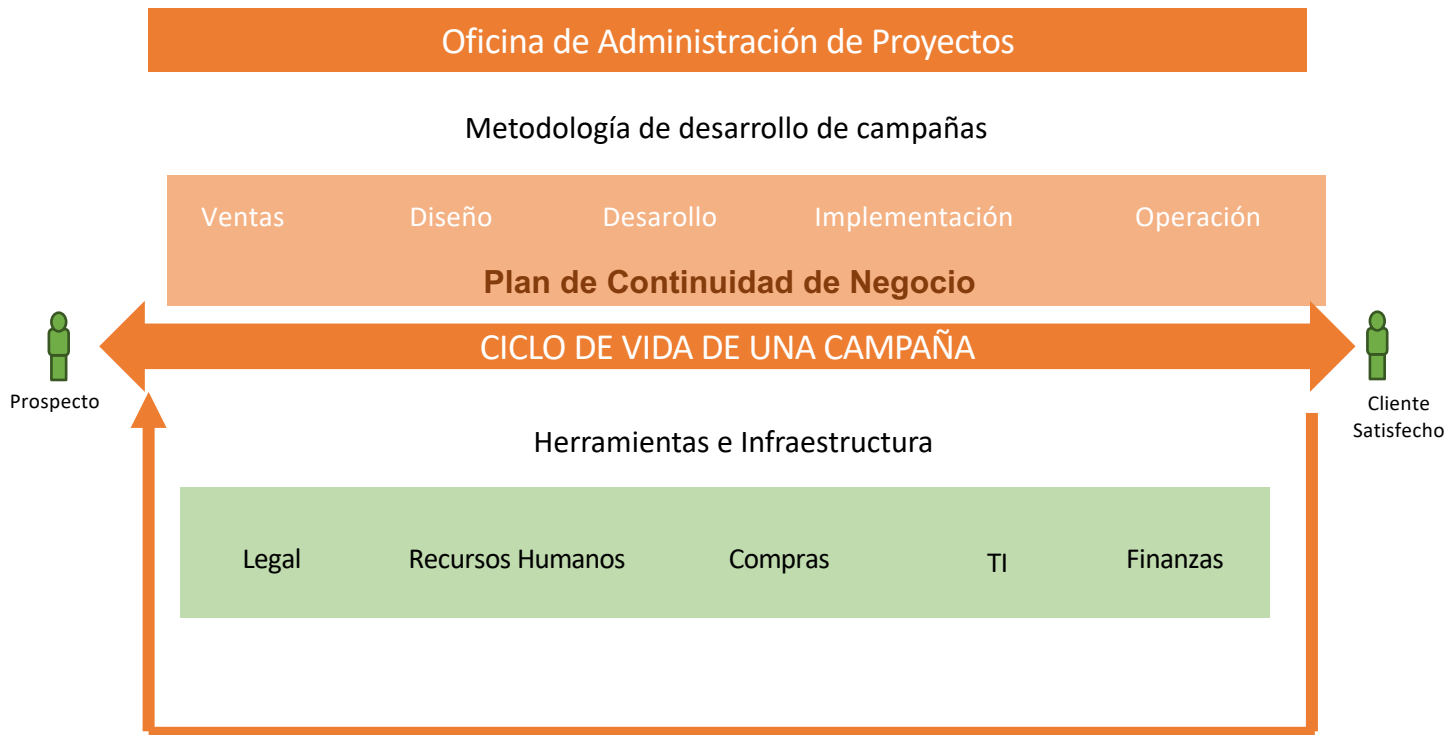 Oficina de Administración de Proyectos
Metodología de desarrollo de campañas
Ventas Diseño Desarollo Implementación Operación
Plan de Continuidad de Negocio
CICLO DE VIDA DE UNA CAMPAÑA
Prospecto
Cliente
Satisfecho
Herramientas e Infraestructura
Legal Recursos Humanos Compras TI Finanzas